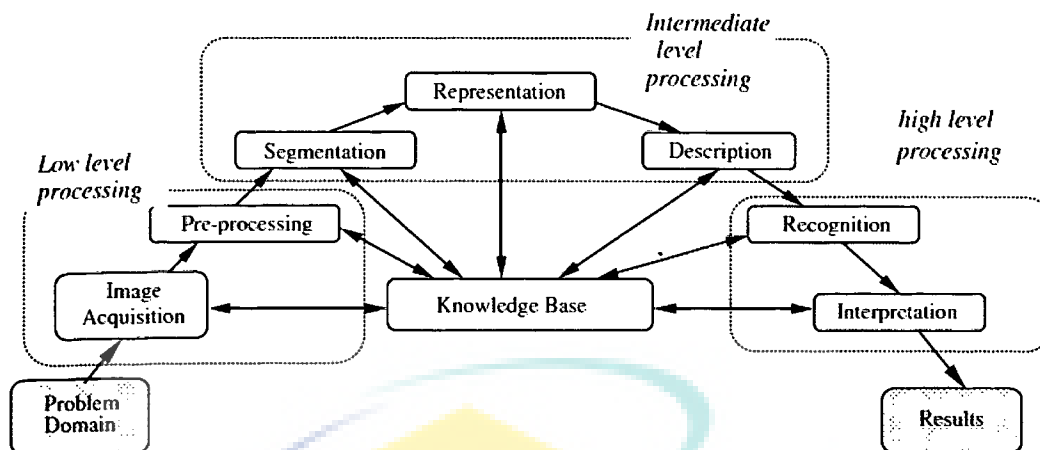 Intermediate
level
processing
Representation
high level
processing
Segmentation
Description
Low level
processing
Pre-processing
Recognition
Image
Acquisition
Knowledge Base
Interpretation
Problem
Domain
Results